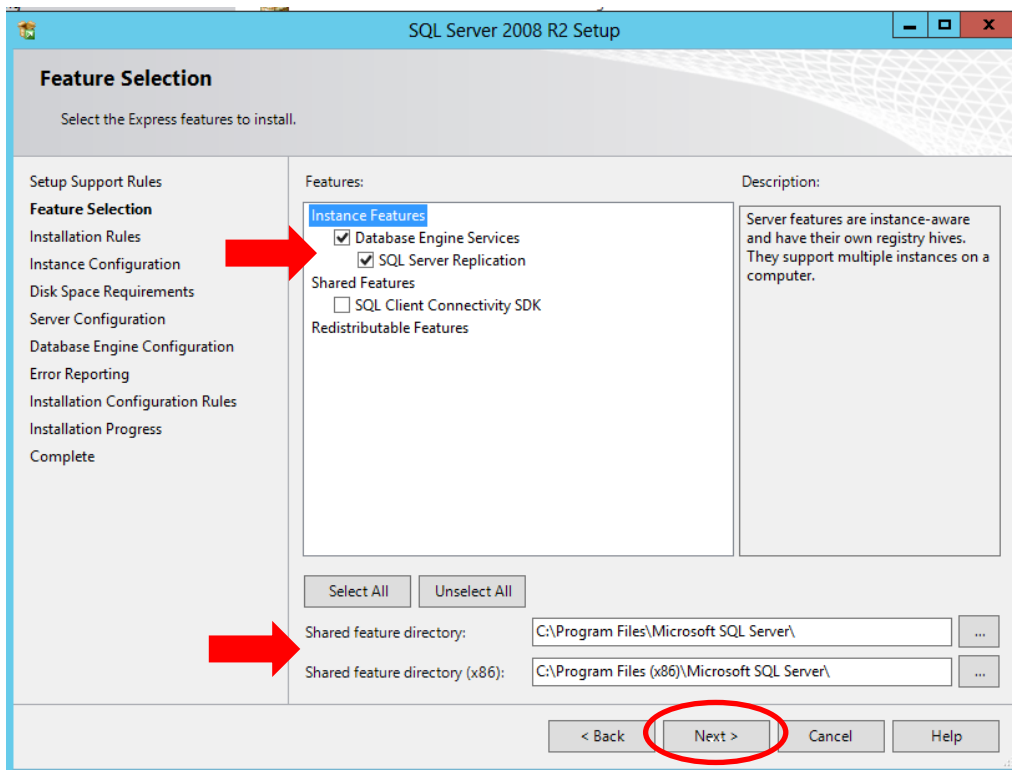 SQL Server 2008 R2 Setup
Feature Selection
Select the Express features to install.
Setup Support Rules
Feature Selection
Installation Rules
Instance Configuration
Disk Space Requirements
Server Configuration
Database Engine Configuration
Error Reporting
Installation Configuration Rules
Installation Progress
Complete
Features:
Instance Features
Database Engine Services
SQL Server Replication
Shared Features
SQL Client Connectivity SDK
Redistributable Features
Description:
Server features are instance-aware
and have their own registry hives.
They support multiple instances on a
computer.
Select All
Unselect All
Shared feature directory:
C:\Program Files\Microsoft SQL Server\
...
Shared feature directory (x86):
C:\Program Files (x86)\Microsoft SQL Server\
...
< Back
Next >
Cancel
Help